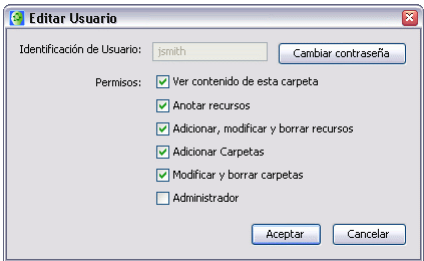 Editar Usuario
Identificación de Usuario: jsmith Cambiar contraseña
Permisos: Ver contenido de esta carpeta
Anotar recursos
Adicionar, modificar y borrar recursos
Adicionar Carpetas
Modificar y borrar carpetas
Administrador
Aceptar Cancelar